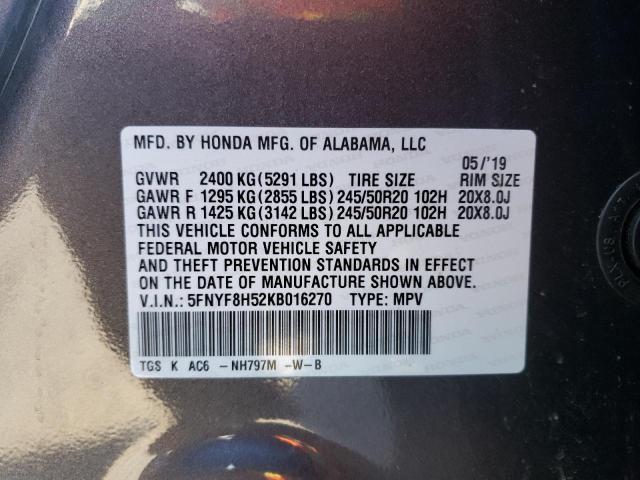 MFD. BY HONDA MFG. OF ALABAMA, LLC
05/'19
GVWR 2400 KG(5291 LBS) TIRE SIZE RIM SIZE
GAWR F 1295 KG(2855 LBS) 245/50R20 102H 20X8.0J
GAWR R 1425 KG(3142 LBS) 245/50R20 102H 20X8.0J
THIS VEHICLE CONFORMS TO ALL APPLICABLE
FEDERAL MOTOR VEHICLE SAFETY
AND THEFT PREVENTION STANDARDS IN EFFECT
ON THE DATE OF MANUFACTURE SHOWN ABOVE.
V.I.N.: 5FNYF8H52KB016270 TYPE: MPV
TGS K AC6 -NH797M -W-B